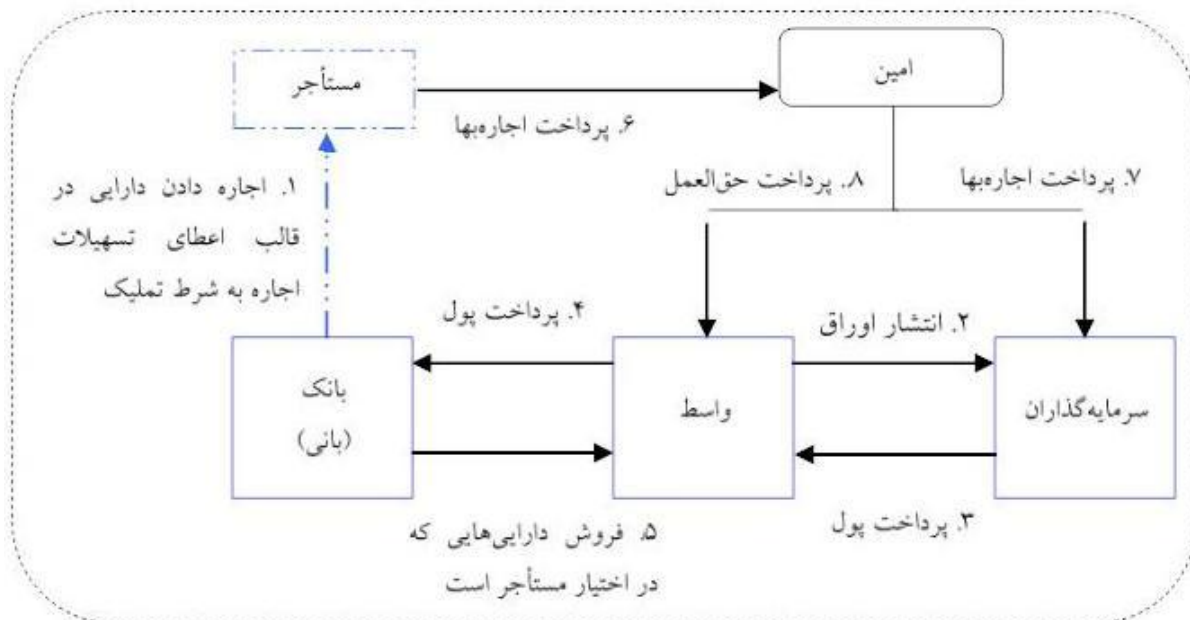 امین
مستأجر
۶. پرداخت اجاره‌بها
۷. پرداخت اجاره‌بها
۸. پرداخت حق‌العمل
۱. اجاره دادن دارایی در
قالب اعطای تسهیلات
اجاره به شرط تملیک
۴. پرداخت پول
۲. انتشار اوراق
سرمایه‌گذاران
واسط
بانک
(بانی)
۳. پرداخت پول
۵. فروش دارایی‌هایی که
در اختیار مستأجر است